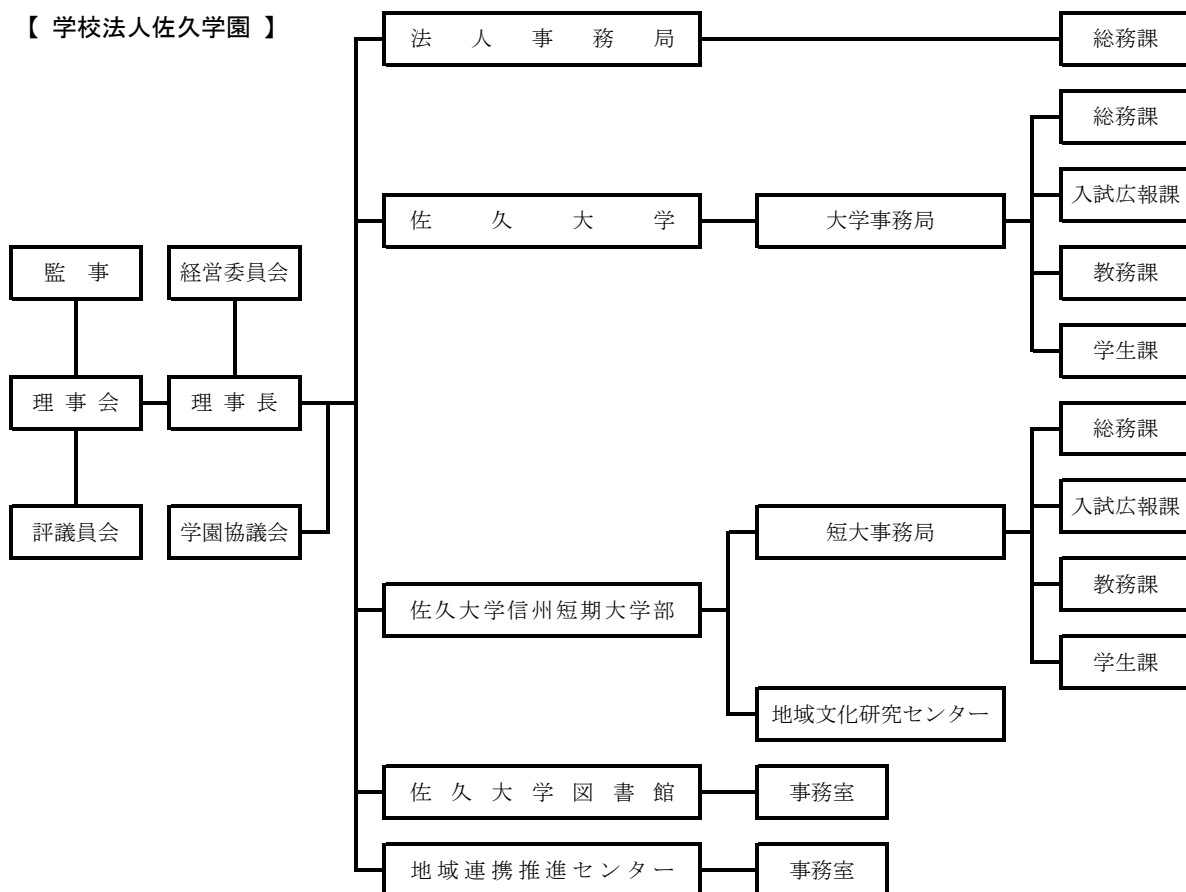 【 学校法人佐久学園 】
法人事務局
総務課
総務課
入試広報課
佐久大学
大学事務局
教務課
学生課
監事
経営委員会
理事会
理事長
評議員会
学園協議会
総務課
入試広報課
短大事務局
教務課
学生課
佐久大学信州短期大学部
地域文化研究センター
佐久大学図書館
事務室
地域連携推進センター
事務室